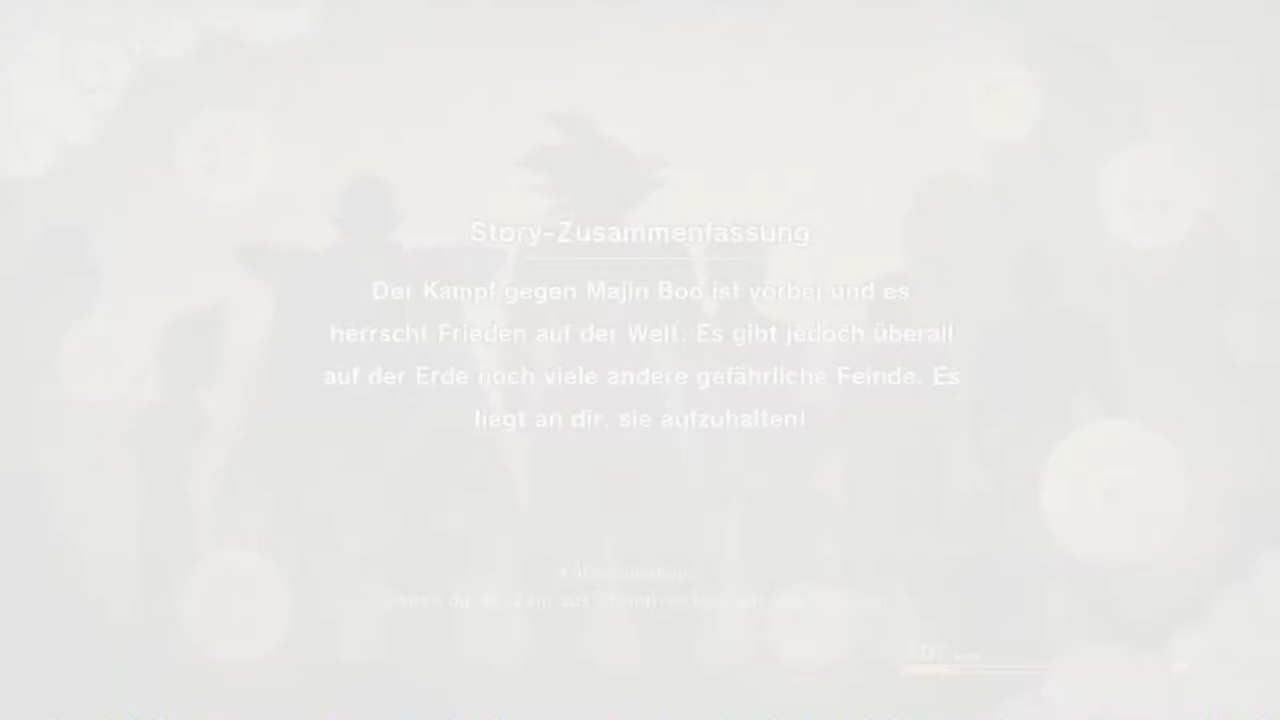 Story-Zusammenfassung
Der Kampf gegen Majin Boo ist vorbei und es
herrscht Frieden auf der Welt. Es gibt jedoch überall
auf der Erde noch viele andere gefährliche Feinde. Es
liegt an dir, sie aufzuhalten!